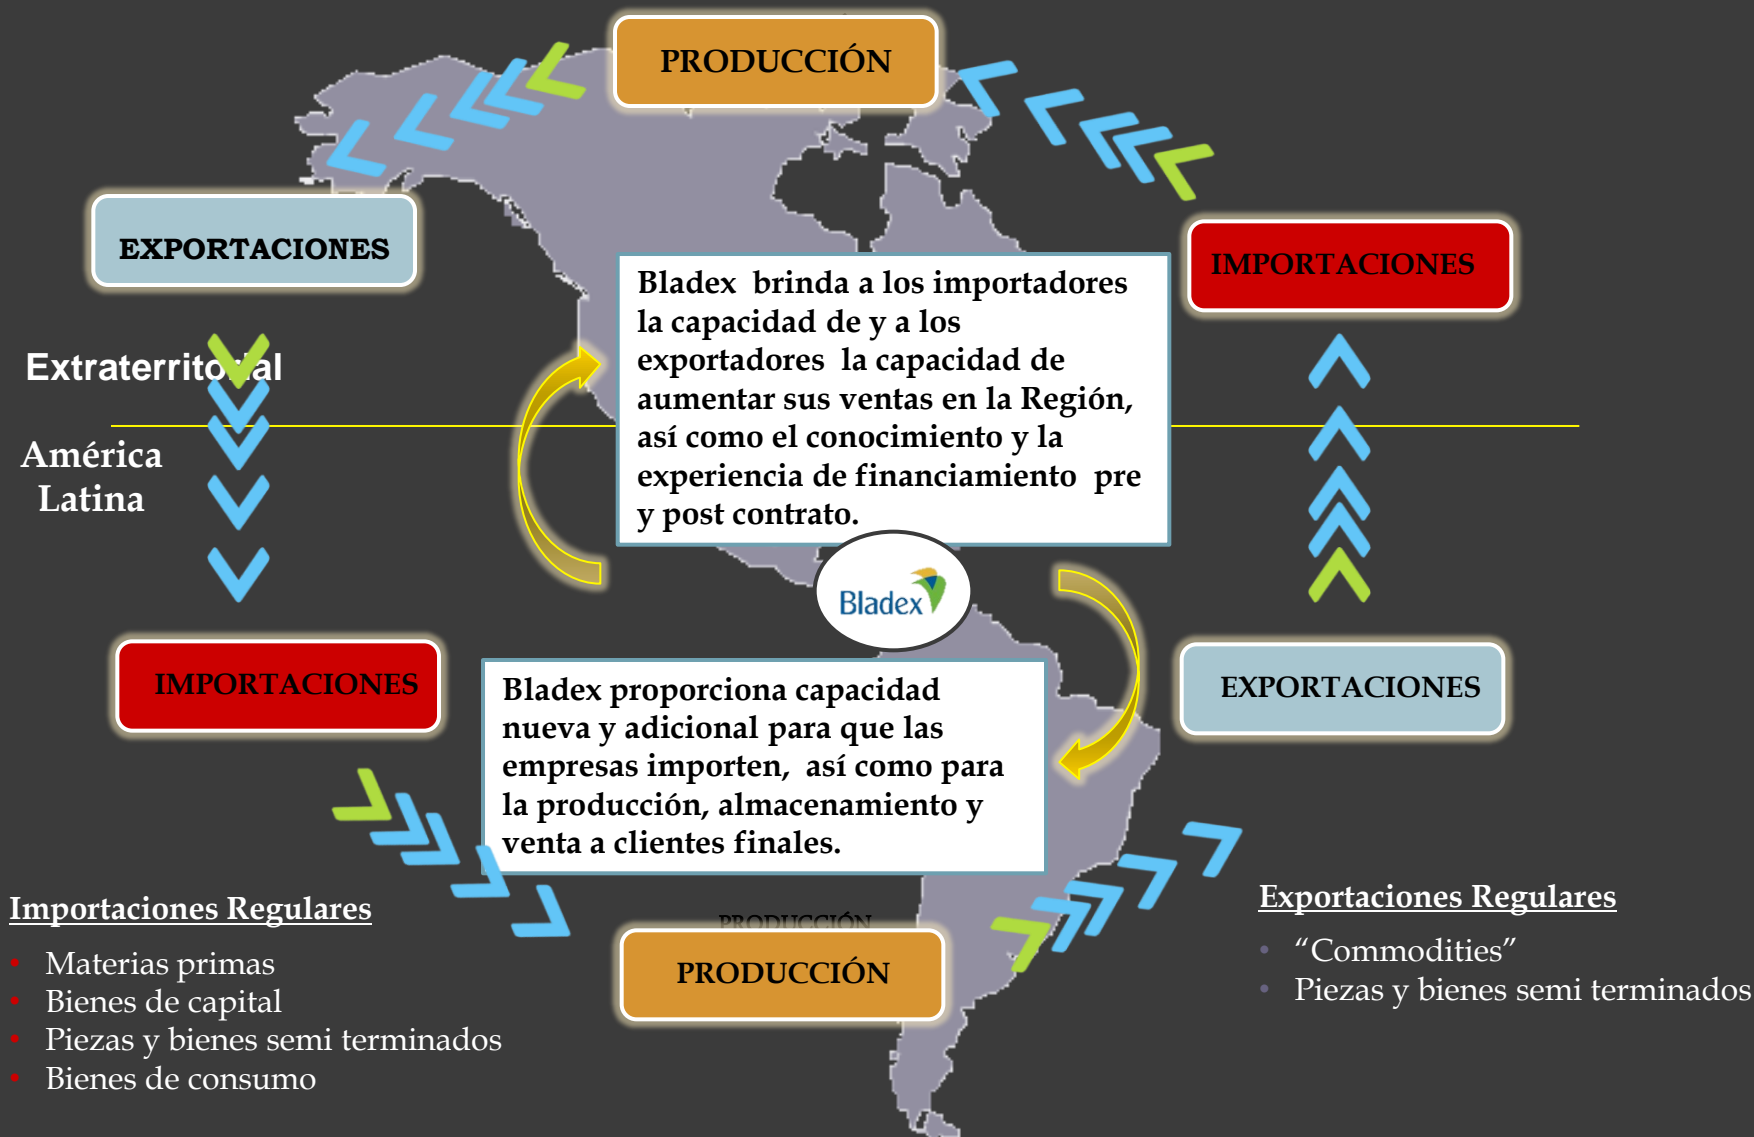 PRODUCCIÓN
EXPORTACIONES
IMPORTACIONES
Bladex brinda a los importadores
la capacidad de y a los
exportadores la capacidad de
aumentar sus ventas en la Región,
así como el conocimiento y la
experiencia de financiamiento pre
y post contrato.
Extraterritorial
América
Latina
Bladex
IMPORTACIONES
EXPORTACIONES
Bladex proporciona capacidad
nueva y adicional para que las
empresas importen, así como para
la producción, almacenamiento y
venta a clientes finales.
PRODUCCIÓN
PRODUCCIÓN
Importaciones Regulares
• Materias primas
• Bienes de capital
• Piezas y bienes semi terminados
• Bienes de consumo
Exportaciones Regulares
• “Commodities”
• Piezas y bienes semi terminados